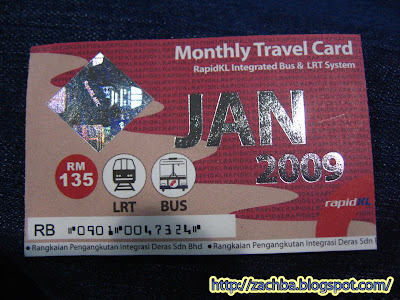 Monthly Travel Card
RapidKL Integrated Bus & LRT System
JAN
2009
RM
135
LRT
BUS
rapidKL
RB "0901"0047324"
• Rangkaian Pengangkutan Integrasi Deras Sdn Bhd • Rangkaian Pengangkutan Integrasi Deras Sdn
http://zachba.blogspot.com/